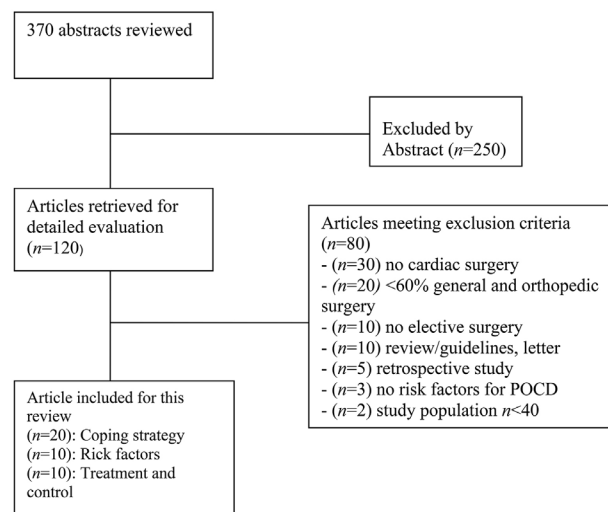 370 abstracts reviewed
Excluded by
Abstract (n=250)
Articles retrieved for
detailed evaluation
(n=120)
Articles meeting exclusion criteria
(n=80)
- (n=30) no cardiac surgery
- (n=20) <60% general and orthopedic
surgery
- (n=10) no elective surgery
- (n=10) review/guidelines, letter
- (n=5) retrospective study
- (n=3) no risk factors for POCD
- (n=2) study population n<40
Article included for this
review
(n=20): Coping strategy
(n=10): Rick factors
(n=10): Treatment and
control